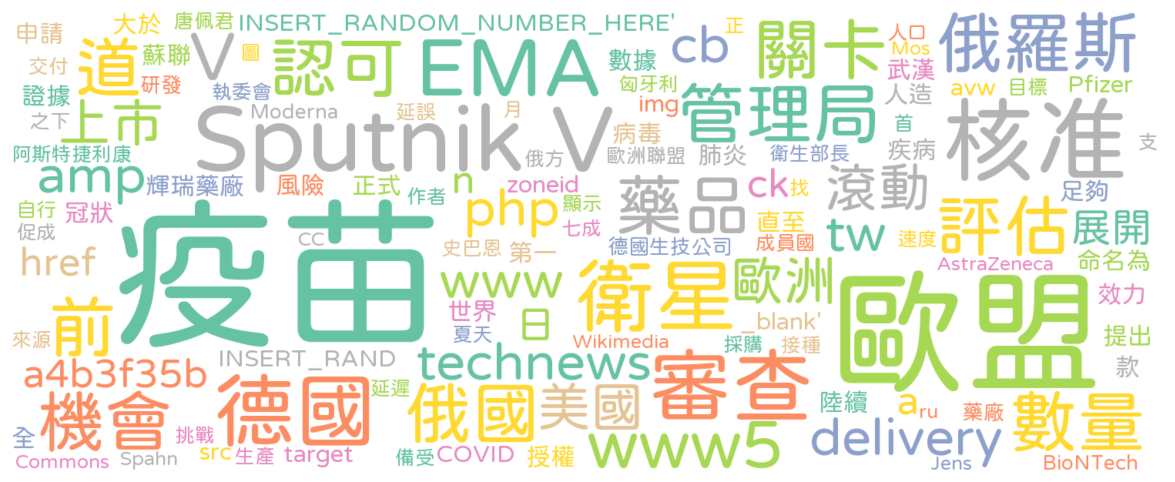 申請 大於 唐佩君 INSERT_RANDOM_NUMBER_HERE' 正 人口 俄羅斯
交付 道 蘇聯 V 圖 認可 EMA 數據 cb 關卡 Mos 武漢
證據 研發 執委會 匈牙利 avw 目標 Pfizer
之下 上市 Moderna 延誤 月 img 管理局 人造 首 核准
Sputnik V 病毒 支
阿斯特捷利康 俄方 歐洲聯盟 肺炎 衛生部長 疾病
amp 輝瑞藥廠 風險 正式 作者 n zoneid 藥品 ck 找 滾動 足夠
自行 冠狀 疫苗 php 顯示 七成 直至 評估 展開
促成 CC 史巴恩 第一 德國生技公司 成員國 tw 速度 命名為
href www 衛星 歐洲 AstraZeneca 效力
前 世界 日 _blank' 歐盟
來源 夏天 Wikimedia 採購 接種 提出
INSERT_RAND technews 款
a4b3f35b 德國 延遲 俄國 美國 審查 陸續 a ru 藥廠 數量
機會 www5 delivery
全 挑戰 src 生產 target 備受 COVID 授權
Commons Spahn Jens BioNTech